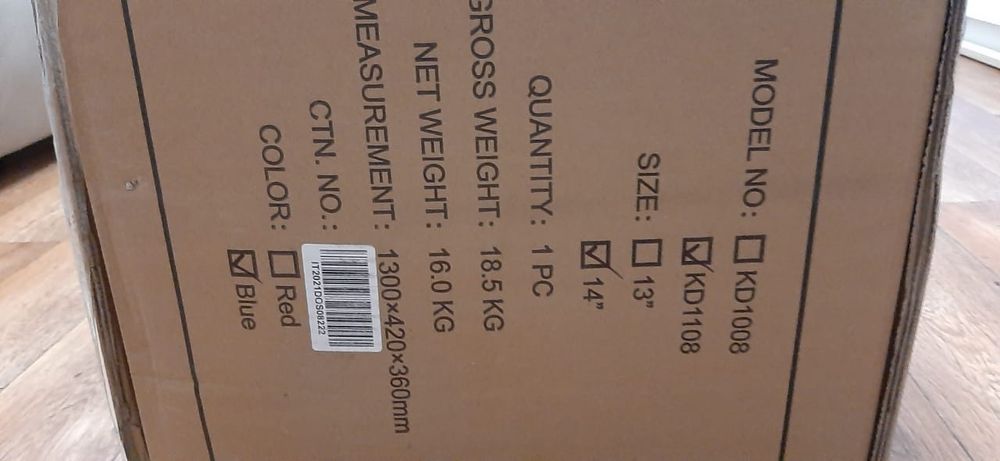 MODEL NO: ☐ KD1008
☑ KD1108
SIZE: ☐ 13"
☑ 14"
QUANTITY: 1 PC
GROSS WEIGHT: 18.5 KG
NET WEIGHT: 16.0 KG
MEASUREMENT: 1300×420×360mm
CTN. NO.:
IT2021DOS08222
COLOR: ☐ Red
☑ Blue